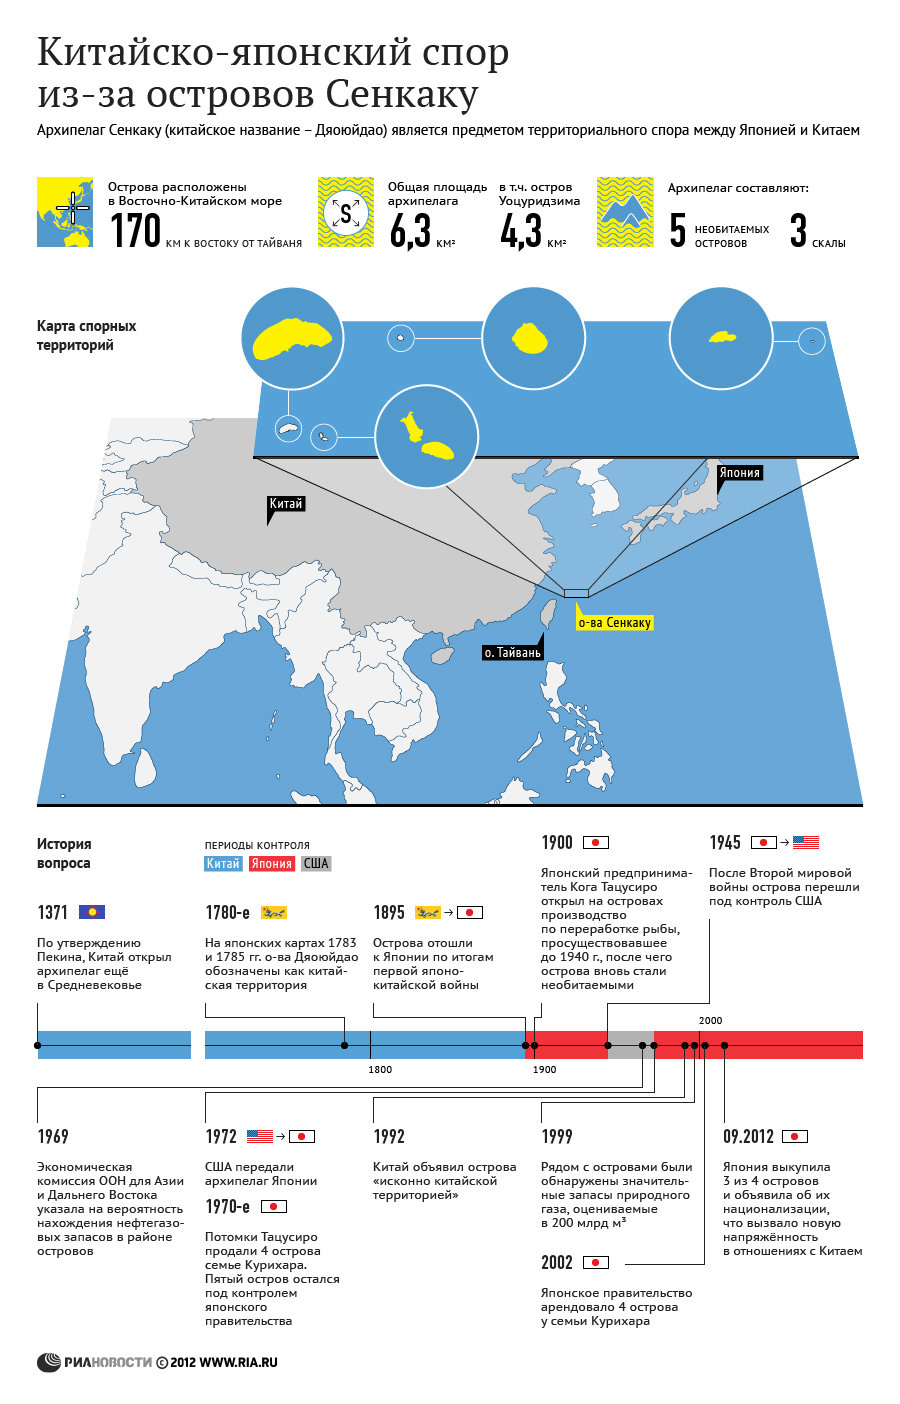 Китайско-японский спор
из-за островов Сенкаку
Архипелаг Сенкаку (китайское название – Дяоюйдао) является предметом территориального спора между Японией и Китаем
Острова расположены
в Восточно-Китайском море
170 КМ К ВОСТОКУ ОТ ТАЙВАНЯ
S
Общая площадь
архипелага
6,3 КМ²
в т.ч. остров
Уоцуридзима
4,3 КМ²
Архипелаг составляют:
5 НЕОБИТАЕМЫХ
ОСТРОВОВ
3 СКАЛЫ
Карта спорных
территорий
Китай
Япония
о-ва Сенкаку
о. Тайвань
История
вопроса
ПЕРИОДЫ КОНТРОЛЯ
Китай Япония США
1371
По утверждению
Пекина, Китай открыл
архипелаг ещё
в Средневековье
1780-е
На японских картах 1783
и 1785 гг. о-ва Дяоюйдао
обозначены как китай-
ская территория
1895
Острова отошли
к Японии по итогам
первой японо-
китайской войны
1900
Японский предпринима-
тель Кога Тацусиро
открыл на островах
производство
по переработке рыбы,
просуществовавшее
до 1940 г., после чего
острова вновь стали
необитаемыми
1945
После Второй мировой
войны острова перешли
под контроль США
2000
1800
1900
1969
Экономическая
комиссия ООН для Азии
и Дальнего Востока
указала на вероятность
нахождения нефтегазо-
вых запасов в районе
островов
1972
США передали
архипелаг Японии
1970-е
Потомки Тацусиро
продали 4 острова
семье Курихара.
Пятый остров остался
под контролем
японского
правительства
1992
Китай объявил острова
«исконно китайской
территорией»
1999
Рядом с островами были
обнаружены значитель-
ные запасы природного
газа, оцениваемые
в 200 млрд м³
2002
Японское правительство
арендовало 4 острова
у семьи Курихара
09.2012
Япония выкупила
3 из 4 островов
и объявила об их
национализации,
что вызвало новую
напряжённость
в отношениях с Китаем
РИАНОВОСТИ © 2012 WWW.RIA.RU